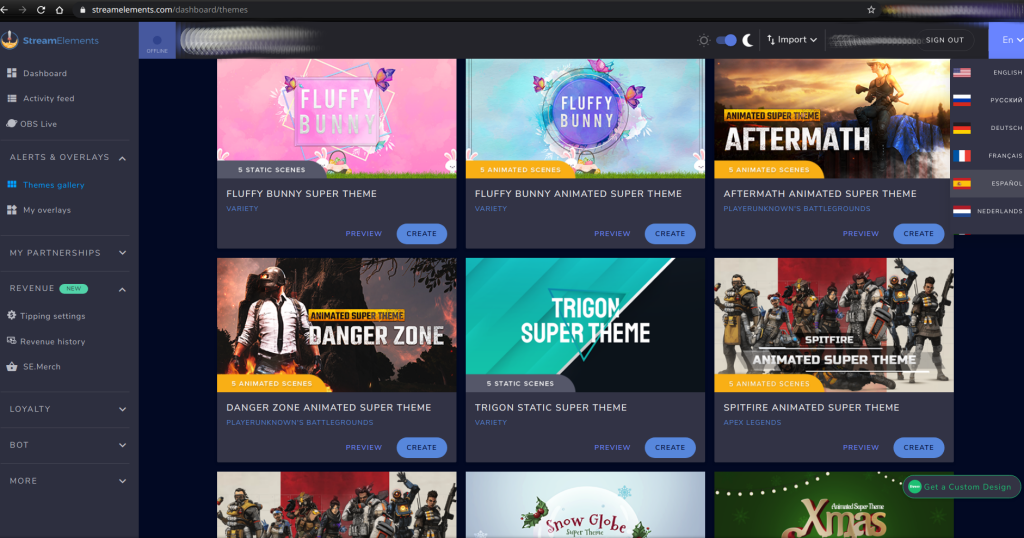 streamelements.com/dashboard/themes
StreamElements
OFFLINE
Import
SIGN OUT
En
Dashboard
Activity feed
OBS Live
ALERTS & OVERLAYS
Themes gallery
My overlays
MY PARTNERSHIPS
REVENUE NEW
Tipping settings
Revenue history
SE.Merch
LOYALTY
BOT
MORE
FLUFFY
BUNNY
5 STATIC SCENES
FLUFFY BUNNY SUPER THEME
VARIETY
PREVIEW CREATE
FLUFFY
BUNNY
5 ANIMATED SCENES
FLUFFY BUNNY ANIMATED SUPER THEME
VARIETY
PREVIEW CREATE
ANIMATED SUPER THEME
AFTERMATH
5 ANIMATED SCENES
AFTERMATH ANIMATED SUPER THEME
PLAYERUNKNOWN'S BATTLEGROUNDS
PREVIEW CREATE
ENGLISH
РУССКИЙ
DEUTSCH
FRANÇAIS
ESPAÑOL
NEDERLANDS
ANIMATED SUPER THEME
DANGER ZONE
5 ANIMATED SCENES
DANGER ZONE ANIMATED SUPER THEME
PLAYERUNKNOWN'S BATTLEGROUNDS
PREVIEW CREATE
TRIGON
SUPER THEME
5 STATIC SCENES
TRIGON STATIC SUPER THEME
VARIETY
PREVIEW CREATE
SPITFIRE
ANIMATED SUPER THEME
5 ANIMATED SCENES
SPITFIRE ANIMATED SUPER THEME
APEX LEGENDS
PREVIEW CREATE
Snow Globe
Super Theme
Animated Super Theme
Xmas
Get a Custom Design